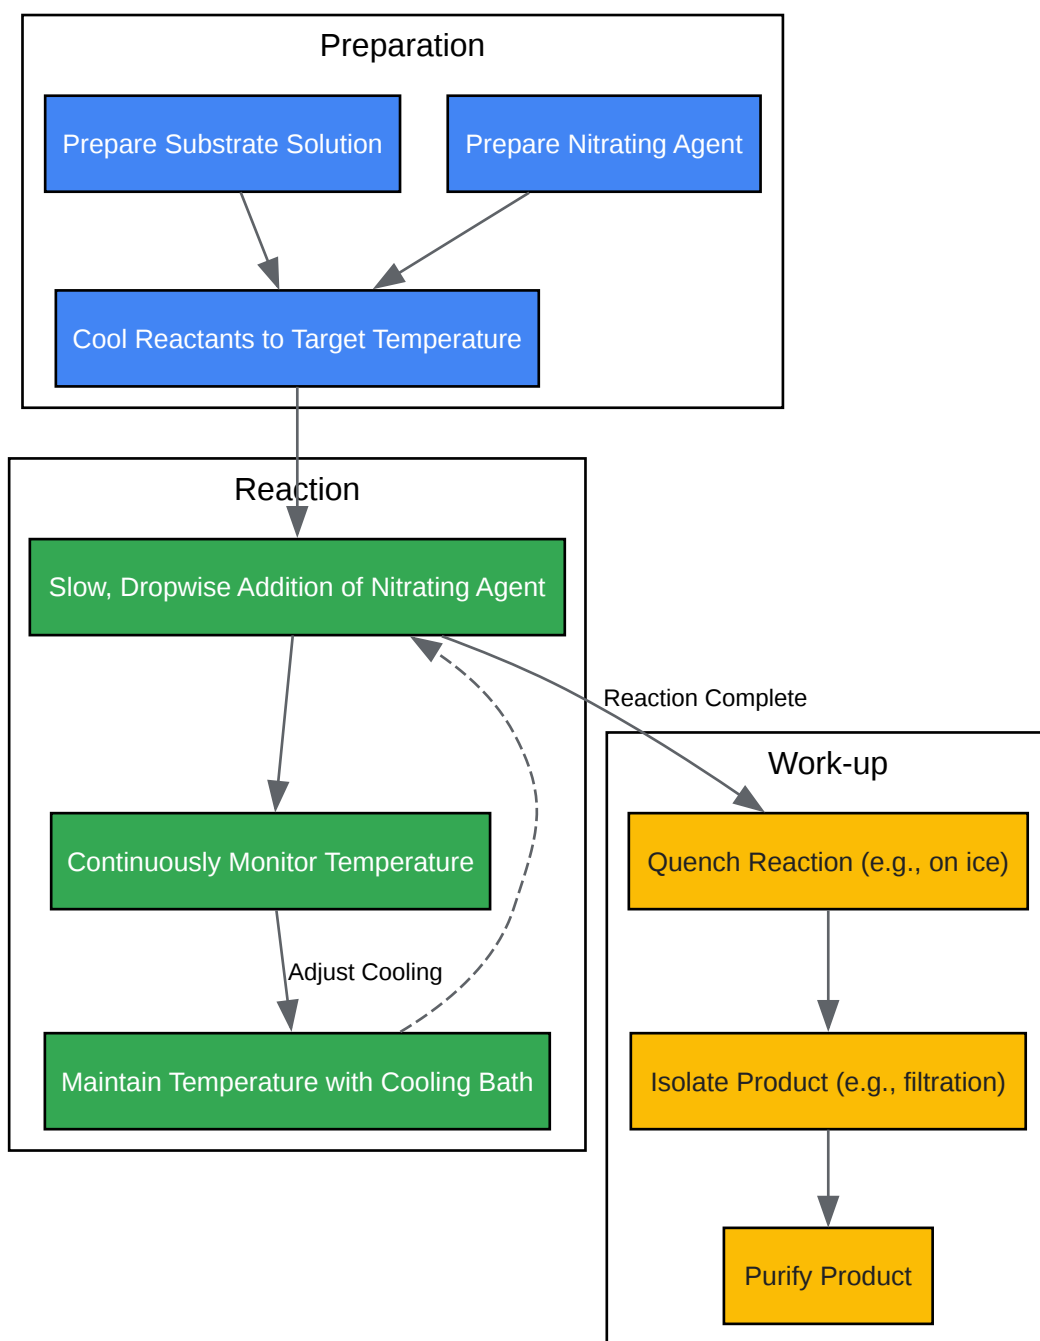 Preparation
Prepare Substrate Solution
Prepare Nitrating Agent
Cool Reactants to Target Temperature
Reaction
Slow, Dropwise Addition of Nitrating Agent
Reaction Complete
Work-up
Continuously Monitor Temperature
Quench Reaction (e.g., on ice)
Adjust Cooling
Maintain Temperature with Cooling Bath
Isolate Product (e.g., filtration)
Purify Product